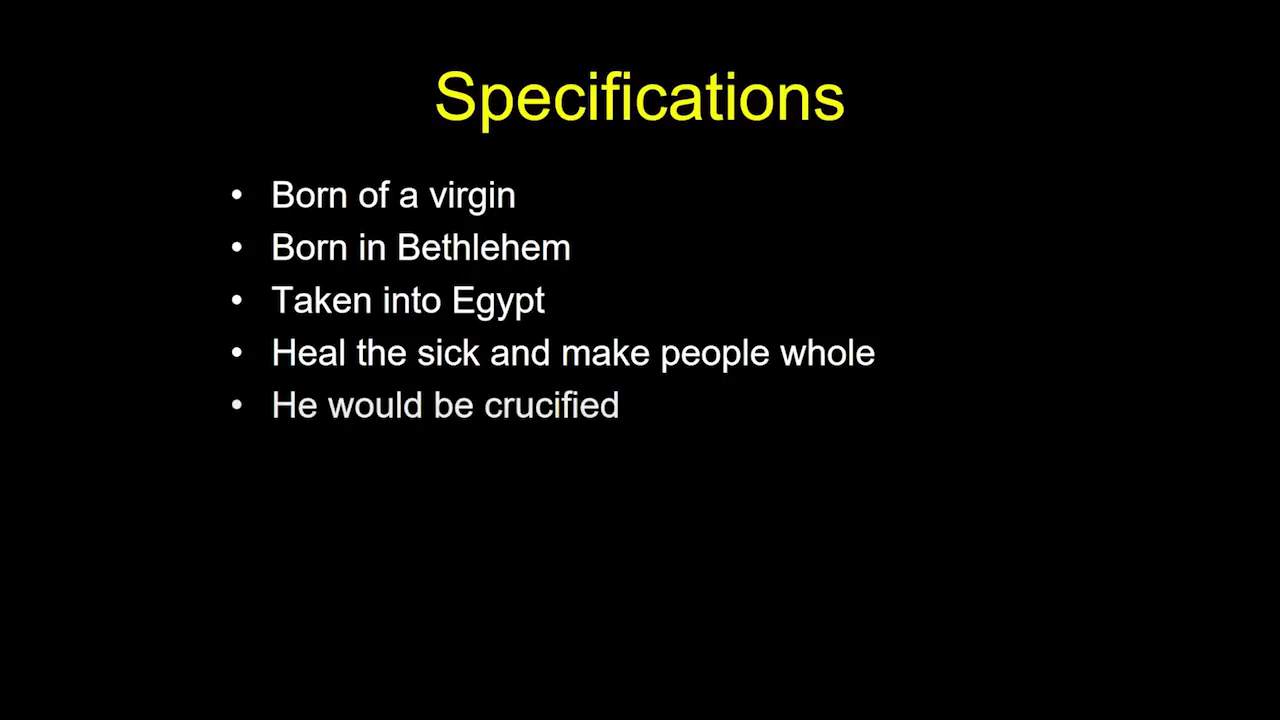 Specifications
• Born of a virgin
• Born in Bethlehem
• Taken into Egypt
• Heal the sick and make people whole
• He would be crucified